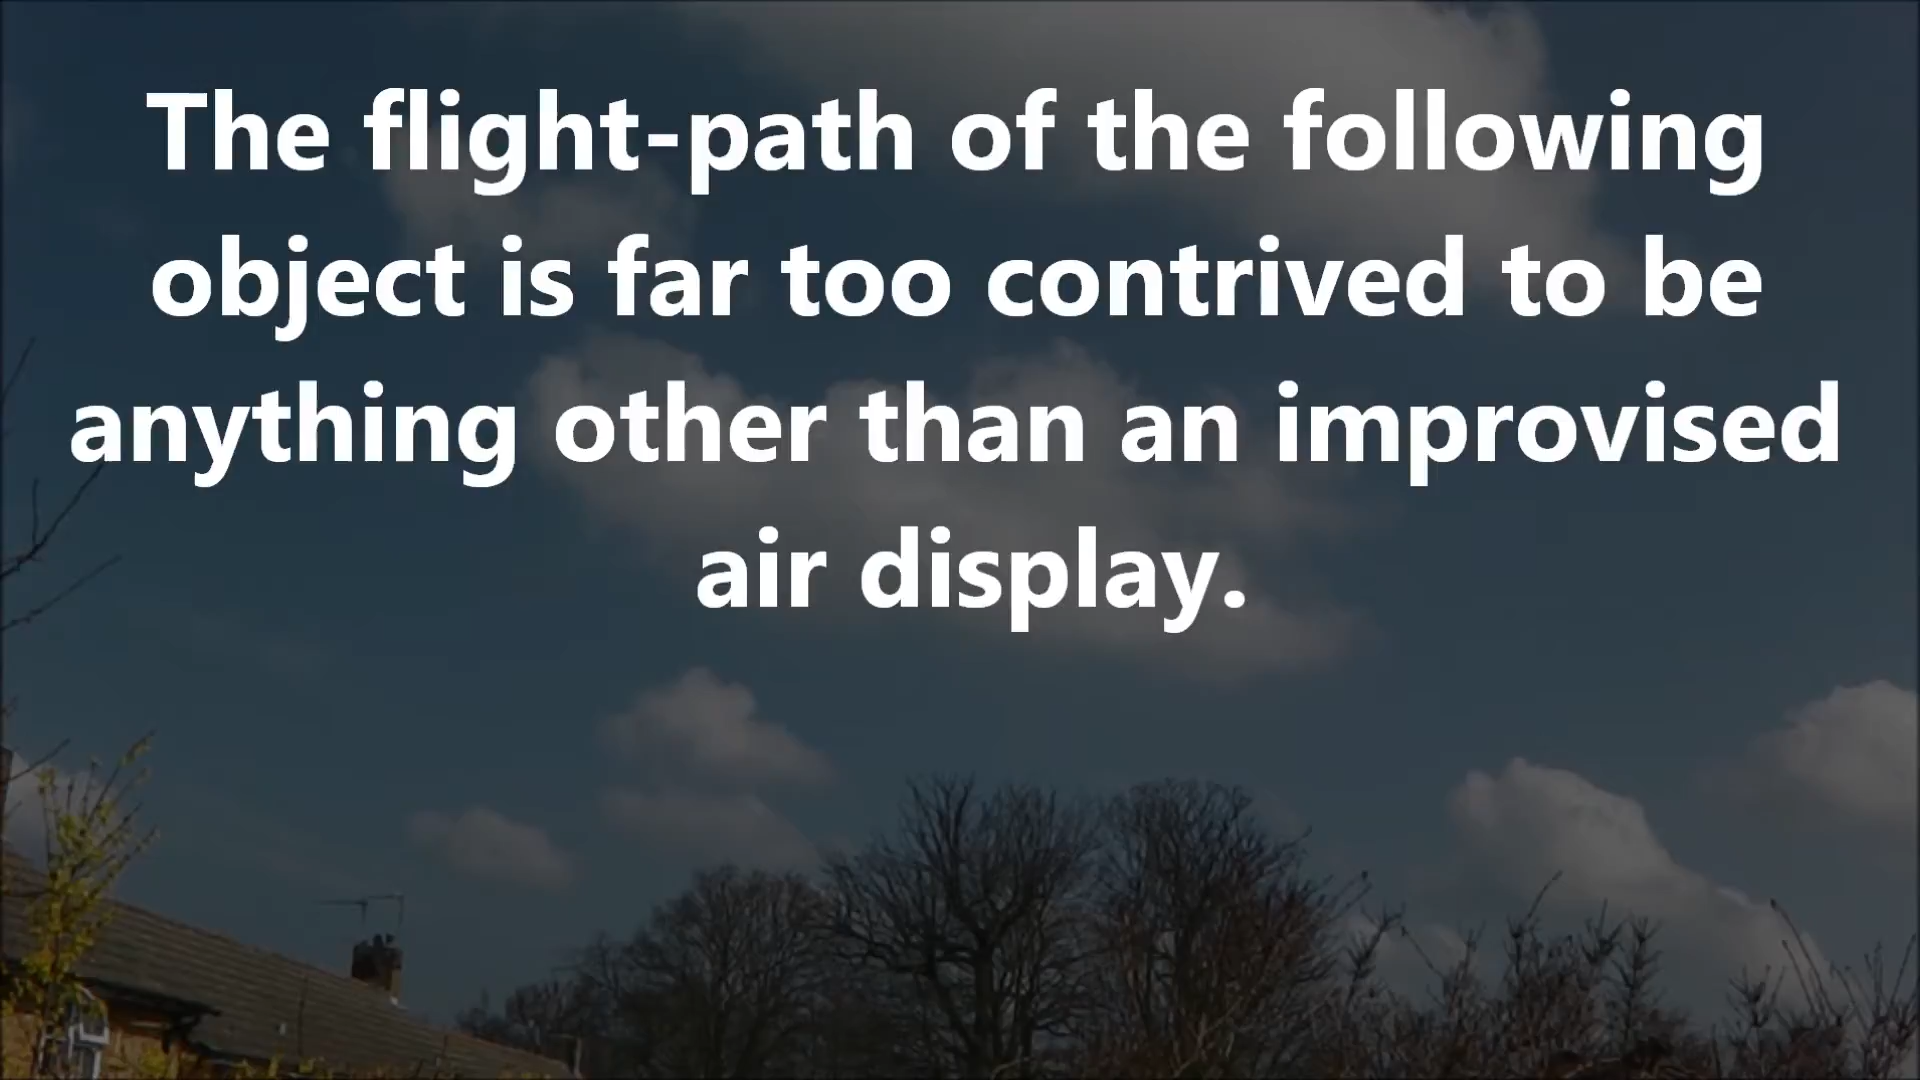 The flight-path of the following
object is far too contrived to be
anything other than an improvised
air display.